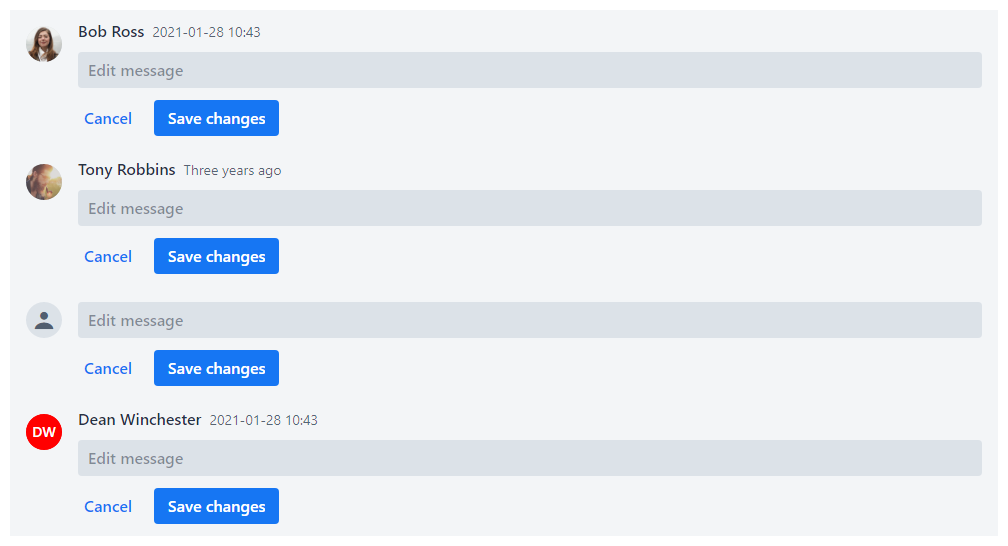 Bob Ross 2021-01-28 10:43
Edit message
Cancel Save changes
Tony Robbins Three years ago
Edit message
Cancel Save changes
Edit message
Cancel Save changes
Dean Winchester 2021-01-28 10:43
DW
Edit message
Cancel Save changes